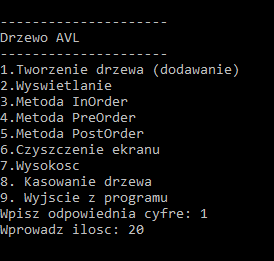 ---------------------
Drzewo AVL
---------------------
1.Tworzenie drzewa (dodawanie)
2.Wyswietlanie
3.Metoda InOrder
4.Metoda PreOrder
5.Metoda PostOrder
6.Czyszczenie ekranu
7.Wysokosc
8. Kasowanie drzewa
9. Wyjscie z programu
Wpisz odpowiednia cyfre: 1
Wprowadz ilosc: 20